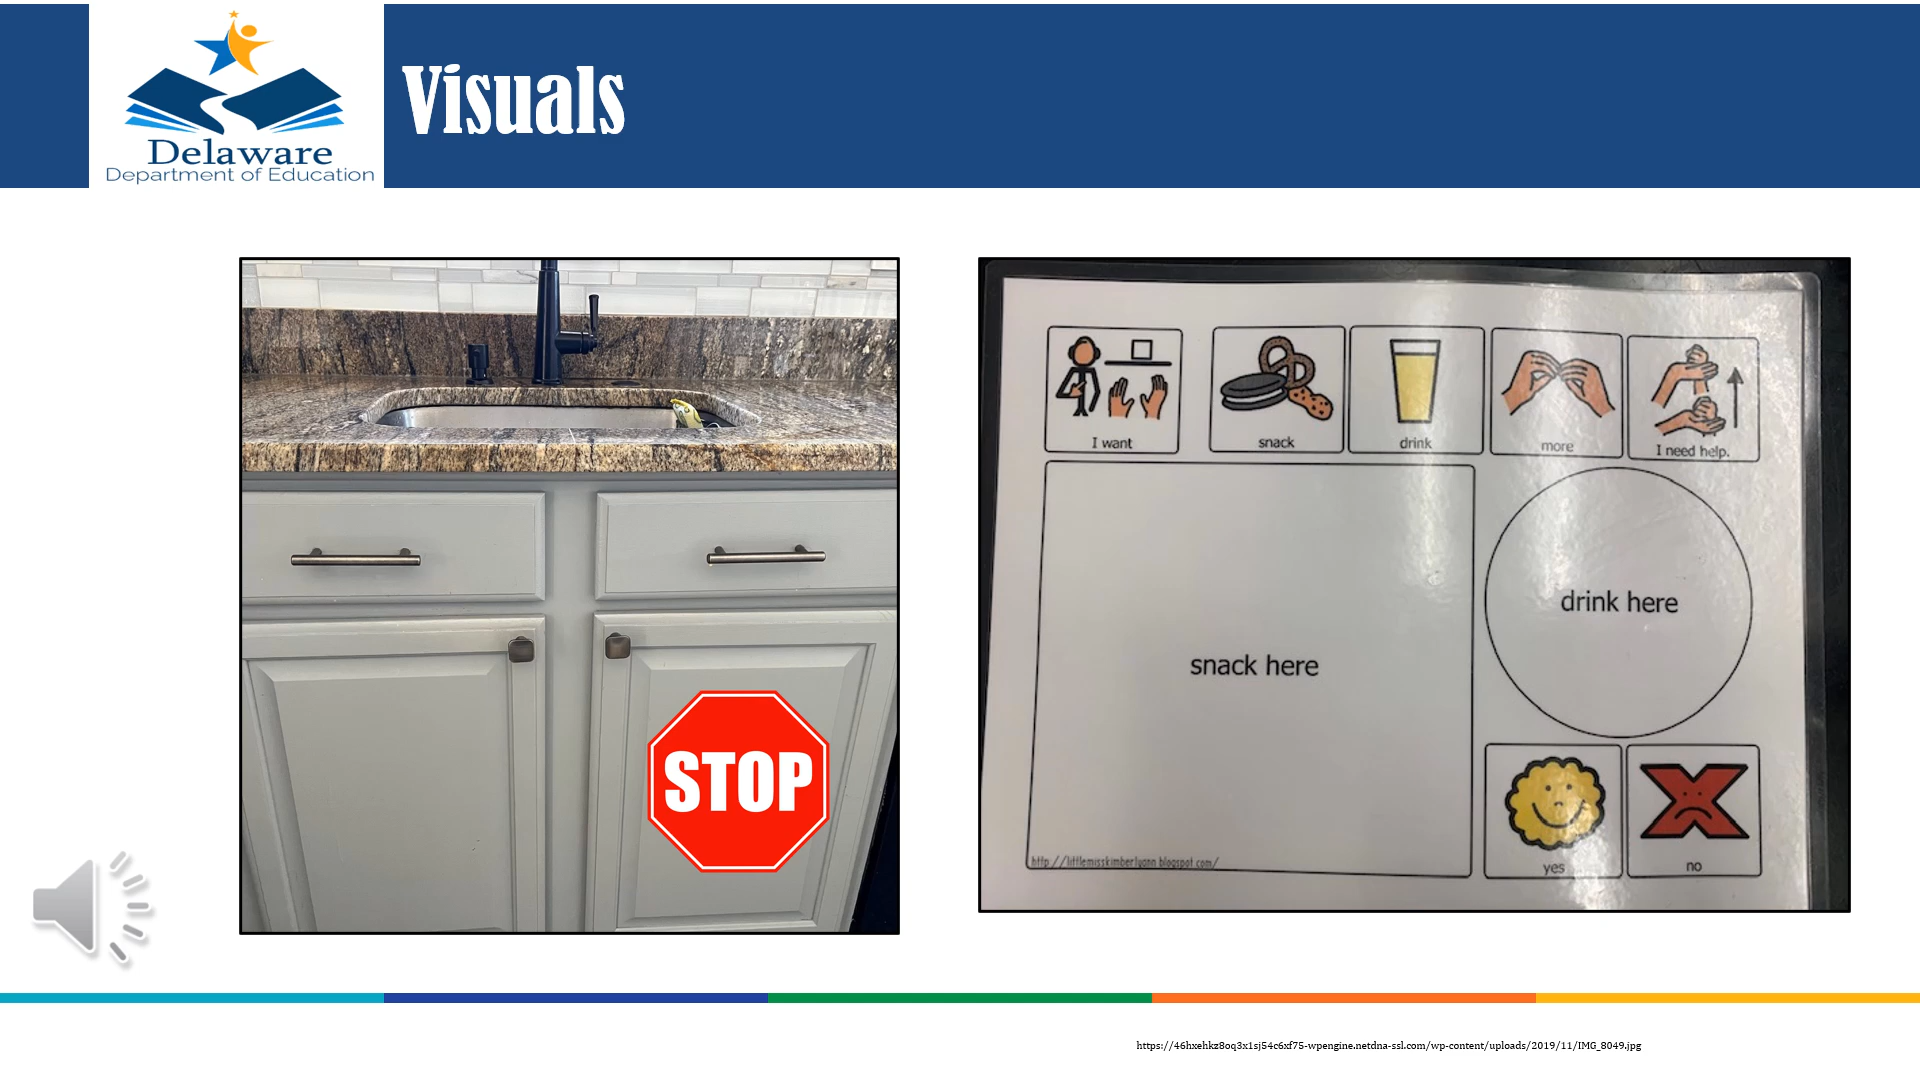 Visuals
Delaware
Department of Education
STOP
I want
snack
drink
more
I need help.
snack here
drink here
http://littlemisskimberlyann.blogspot.com/
yes
no
https://46hxehkz8oq3x1sj54c6xf75-wpengine.netdna-ssl.com/wp-content/uploads/2019/11/IMG_8049.jpg